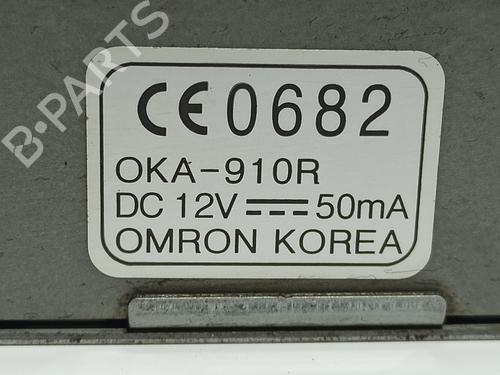 CE 0682
OKA-910R
DC 12V ⎓ 50mA
OMRON KOREA
B-PARTS